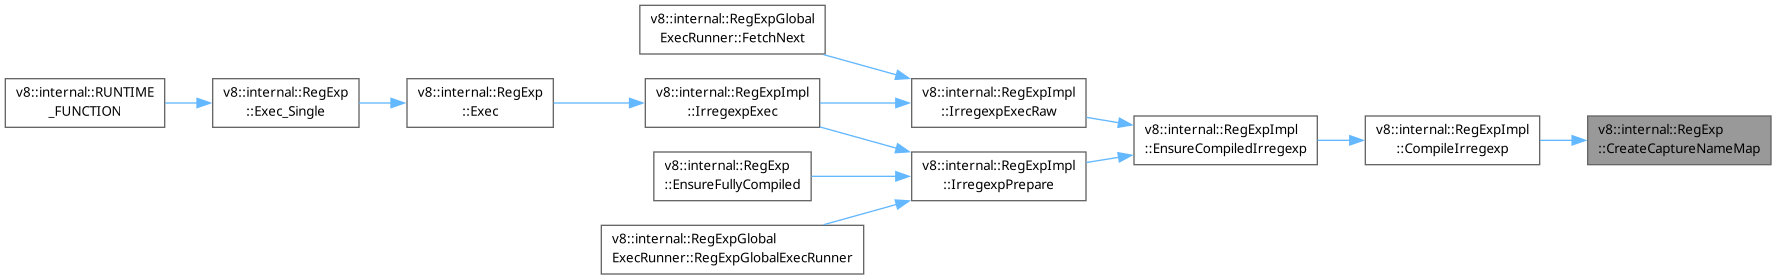 v8::internal::RegExpGlobal
ExecRunner::FetchNext
v8::internal::RUNTIME
_FUNCTION
v8::internal::RegExp
::Exec_Single
v8::internal::RegExp
::Exec
v8::internal::RegExpImpl
::IrregexpExec
v8::internal::RegExpImpl
::IrregexpExecRaw
v8::internal::RegExpImpl
::EnsureCompiledIrregexp
v8::internal::RegExpImpl
::CompileIrregexp
v8::internal::RegExp
::CreateCaptureNameMap
v8::internal::RegExp
::EnsureFullyCompiled
v8::internal::RegExpImpl
::IrregexpPrepare
v8::internal::RegExpGlobal
ExecRunner::RegExpGlobalExecRunner